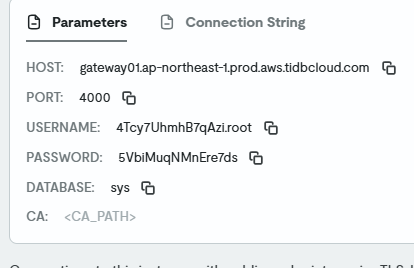 Parameters
Connection String
HOST: gateway01.ap-northeast-1.prod.aws.tidbcloud.com
PORT: 4000
USERNAME: 4Tcy7UhmhB7qAzi.root
PASSWORD: 5VbiMuqNMnEre7ds
DATABASE: sys
CA: <CA_PATH>